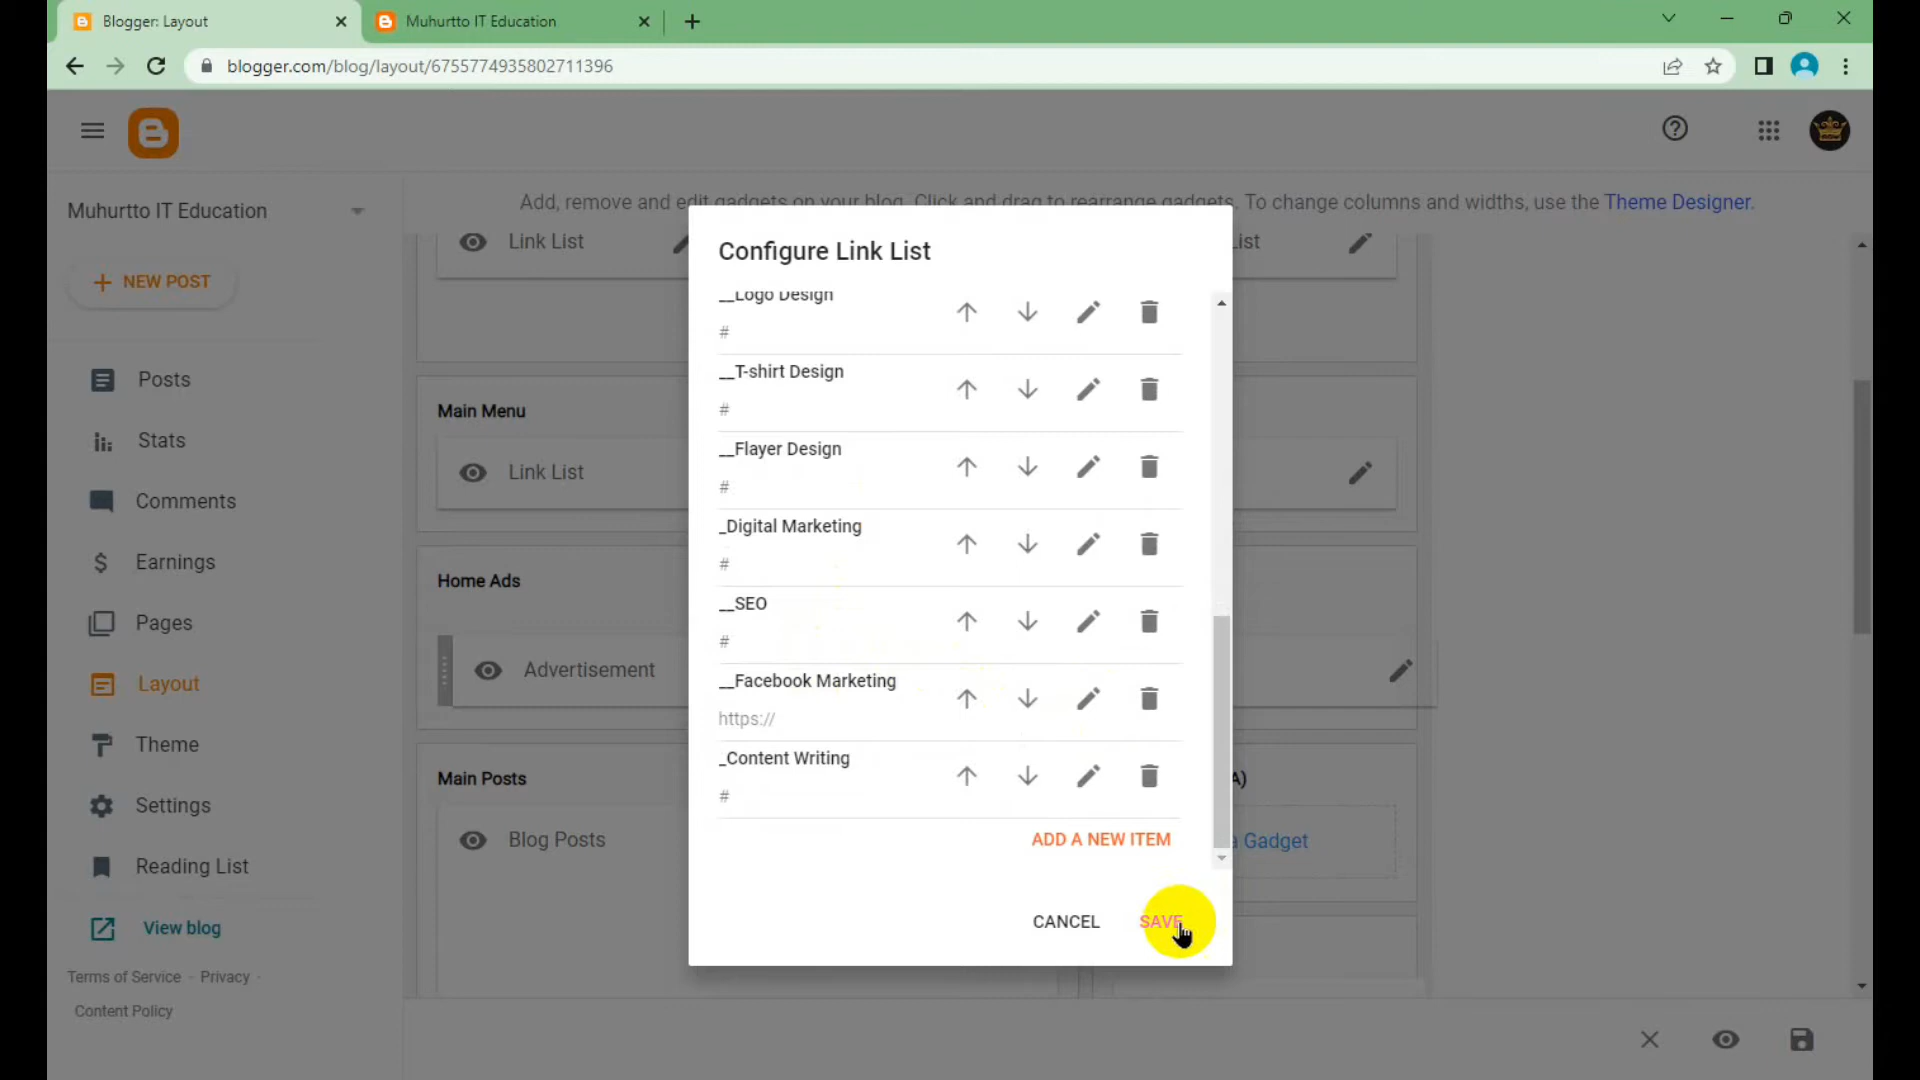 Blogger: Layout
Muhurtto IT Education
blogger.com/blog/layout/6755774935802711396
Muhurtto IT Education
NEW POST
Posts
Stats
Comments
Earnings
Pages
Layout
Theme
Settings
Reading List
View blog
Terms of Service · Privacy ·
Content Policy
Add, remove and edit gadgets on your blog. Click and drag to rearrange gadgets. To change columns and widths, use the Theme Designer.
Link List
List
Main Menu
Link List
Home Ads
Advertisement
Main Posts
A)
Blog Posts
a Gadget
Configure Link List
__Logo Design
#
__T-shirt Design
#
__Flayer Design
#
_Digital Marketing
#
__SEO
#
__Facebook Marketing
https://
_Content Writing
#
ADD A NEW ITEM
CANCEL
SAVE